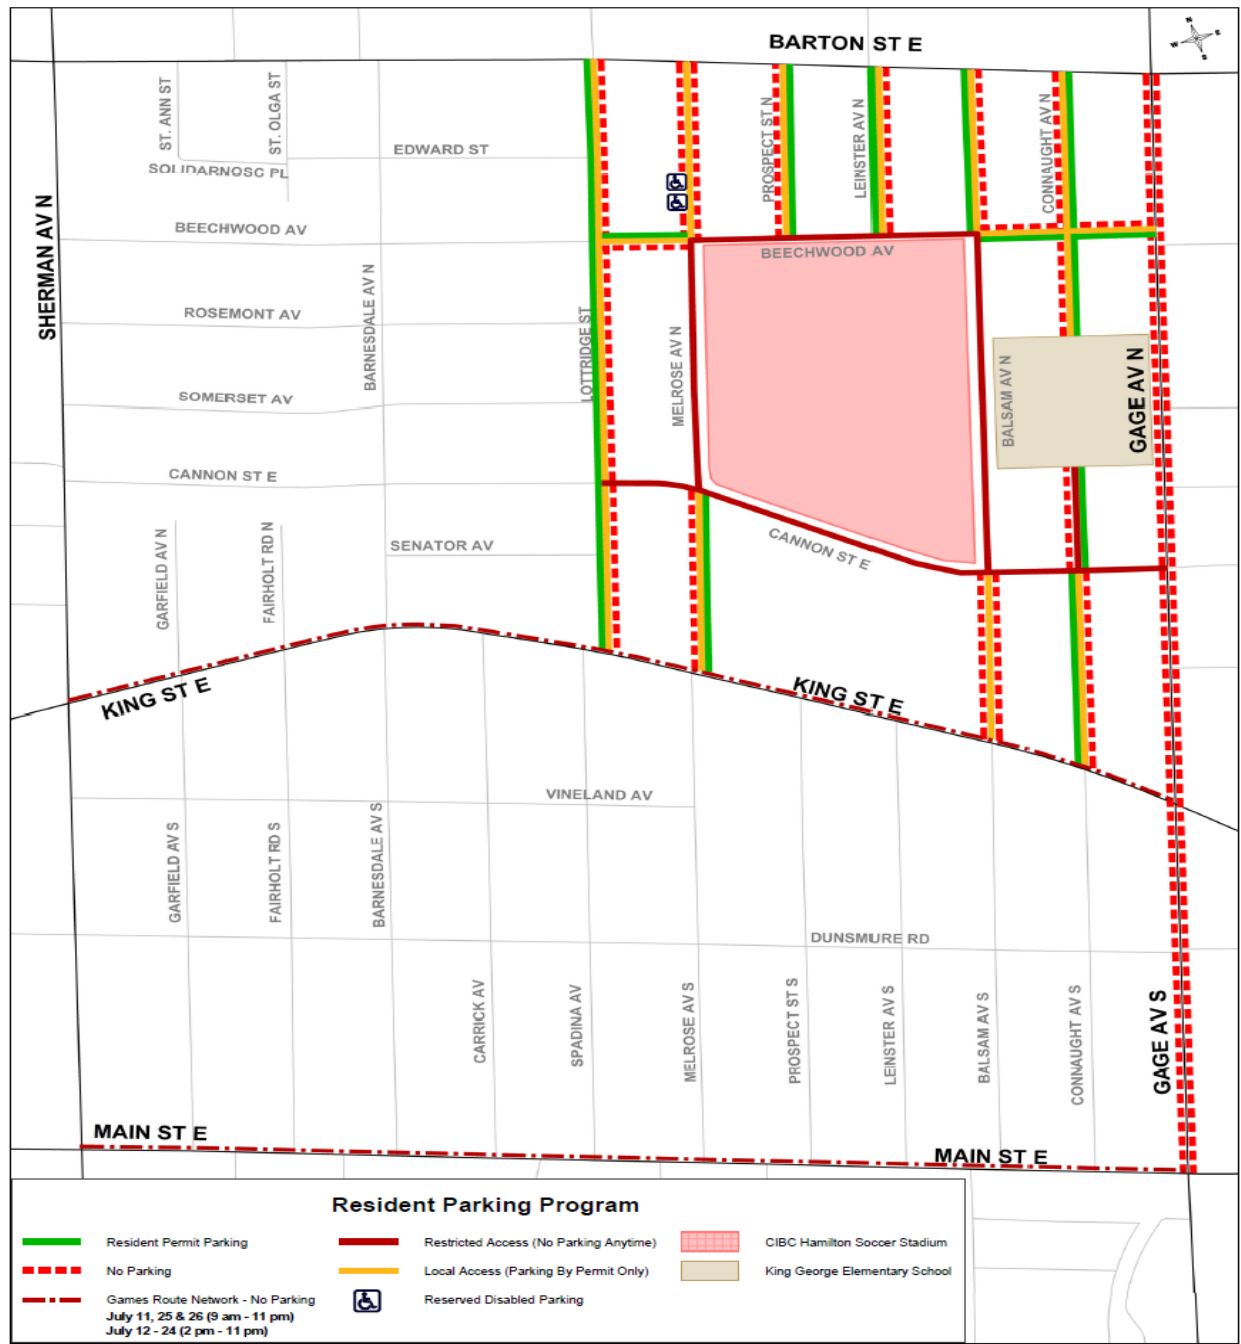 BARTON ST E
N
W E
S
ST. ANN ST
ST. OLGA ST
PROSPECT ST N
LEINSTER AV N
CONNAUGHT AV N
EDWARD ST
SOLIDARNOSC PL
SHERMAN AV N
BEECHWOOD AV
BEECHWOOD AV
BARNESDALE AV N
ROSEMONT AV
LOTTRIDGE ST
MELROSE AV N
BALSAM AV N
GAGE AV N
SOMERSET AV
CANNON ST E
GARFIELD AV N
FAIRHOLT RD N
SENATOR AV
CANNON ST E
KING ST E
KING ST E
VINELAND AV
GARFIELD AV S
FAIRHOLT RD S
BARNESDALE AV S
DUNSMURE RD
CARRICK AV
SPADINA AV
MELROSE AV S
PROSPECT ST S
LEINSTER AV S
BALSAM AV S
CONNAUGHT AV S
GAGE AV S
MAIN ST E
MAIN ST E
Resident Parking Program
Resident Permit Parking
Restricted Access (No Parking Anytime)
CIBC Hamilton Soccer Stadium
No Parking
Local Access (Parking By Permit Only)
King George Elementary School
Games Route Network - No Parking
Reserved Disabled Parking
July 11, 25 & 26 (9 am - 11 pm)
July 12 - 24 (2 pm - 11 pm)